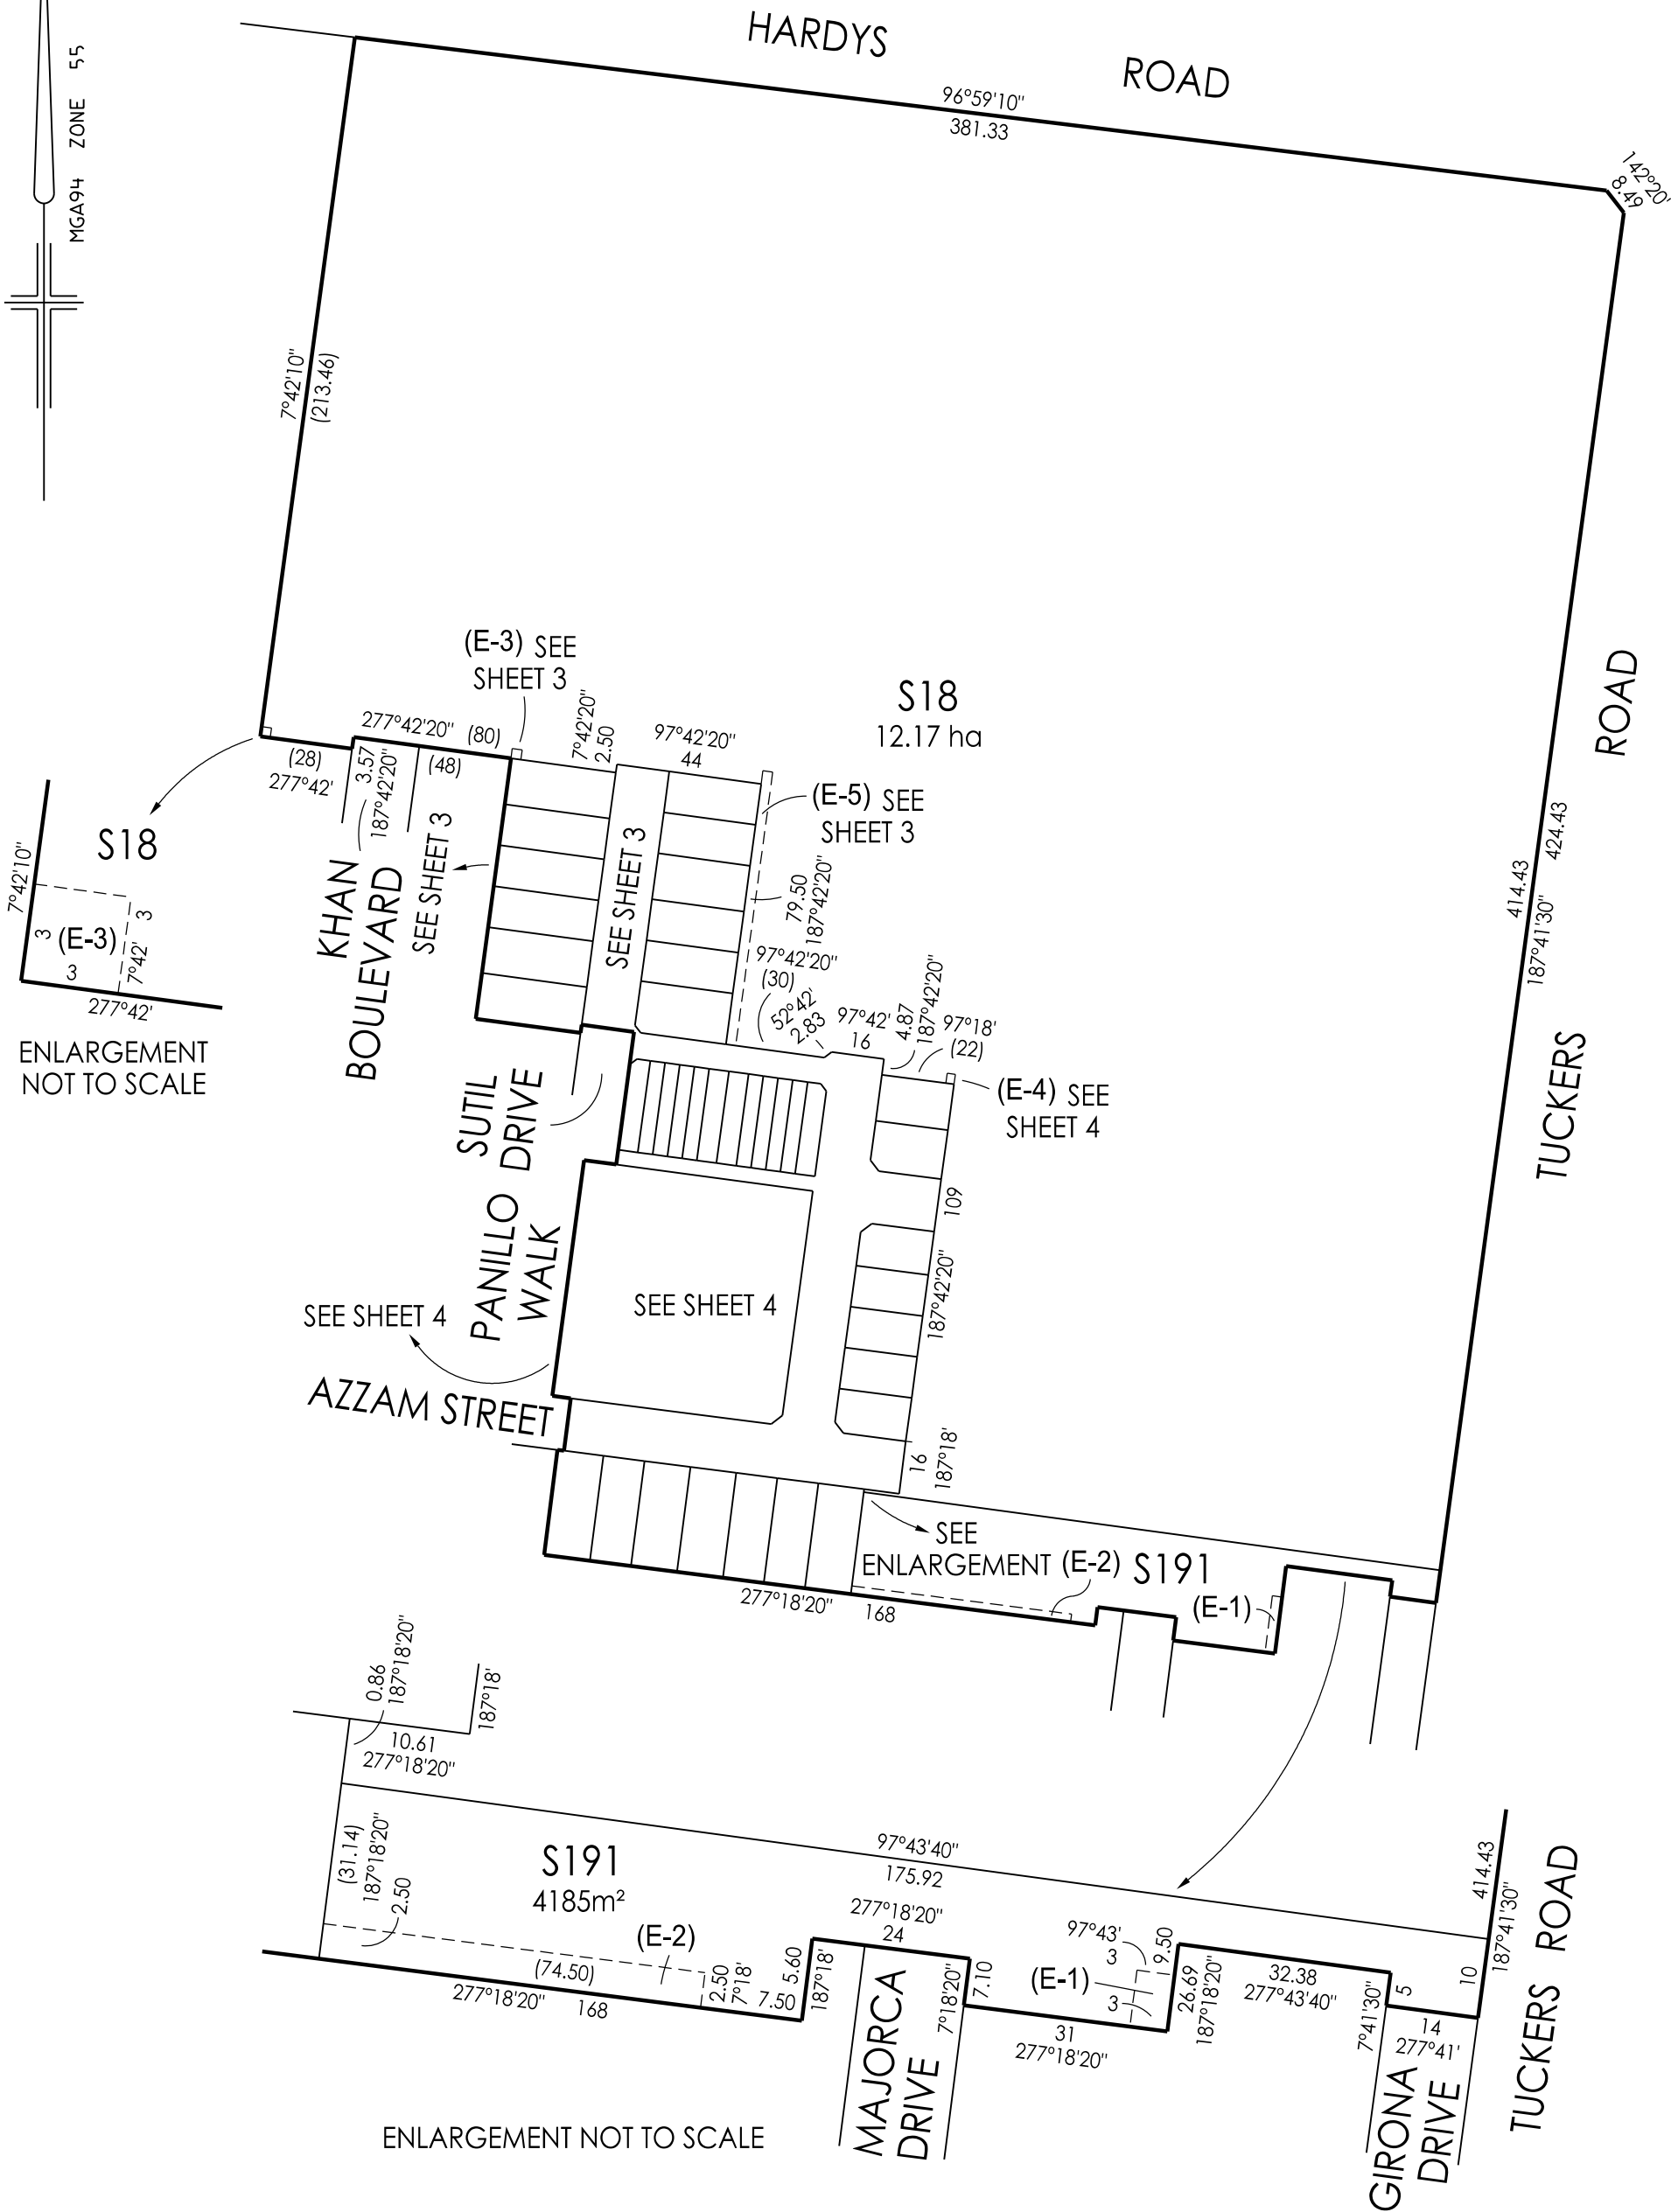 MGA94 ZONE 55
HARDYS
ROAD
96°59'10"
381.33
142°20'
8.49
7°42'10"
(213.46)
(E-3) SEE
SHEET 3
277°42'20" (80)
7°42'20"
2.50
97°42'20"
44
S18
12.17 ha
ROAD
(28)
277°42'
3.57
187°42'20"
(48)
(E-5) SEE
SHEET 3
414.43 424.43
187°41'30"
TUCKERS
S18
7°42'10"
3
(E-3)
3
7°42'
3
277°42'
ENLARGEMENT
NOT TO SCALE
KHAN
BOULEVARD
SEE SHEET 3
SEE SHEET 3
79.50
187°42'20"
97°42'20"
(30)
52°42'
2.83
97°42'
16
4.87
187°42'20"
97°18'
(22)
(E-4) SEE
SHEET 4
SUTIL
DRIVE
PANILLO
WALK
109
187°42'20"
SEE SHEET 4
SEE SHEET 4
AZZAM STREET
16
187°18'
SEE
ENLARGEMENT (E-2) S191
(E-1)
277°18'20" 168
0.86
187°18'20"
187°18'
10.61
277°18'20"
(31.14)
187°18'20"
2.50
S191
4185m²
97°43'40"
175.92
(E-2)
(74.50)
277°18'20" 168
2.50
7°18'
7.50
5.60
187°18'
277°18'20"
24
MAJORCA
DRIVE
7°18'20"
7.10
97°43'
3
9.50
(E-1)
3
31
277°18'20"
26.69
187°18'20"
32.38
277°43'40"
7°41'30"
5
10
14
277°41'
414.43
187°41'30"
GIRONA
DRIVE
TUCKERS ROAD
ENLARGEMENT NOT TO SCALE